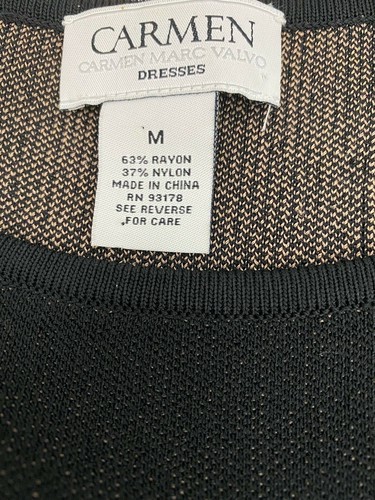 CARMEN
CARMEN MARC VALVO
DRESSES
M
63% RAYON
37% NYLON
MADE IN CHINA
RN 93178
SEE REVERSE
FOR CARE